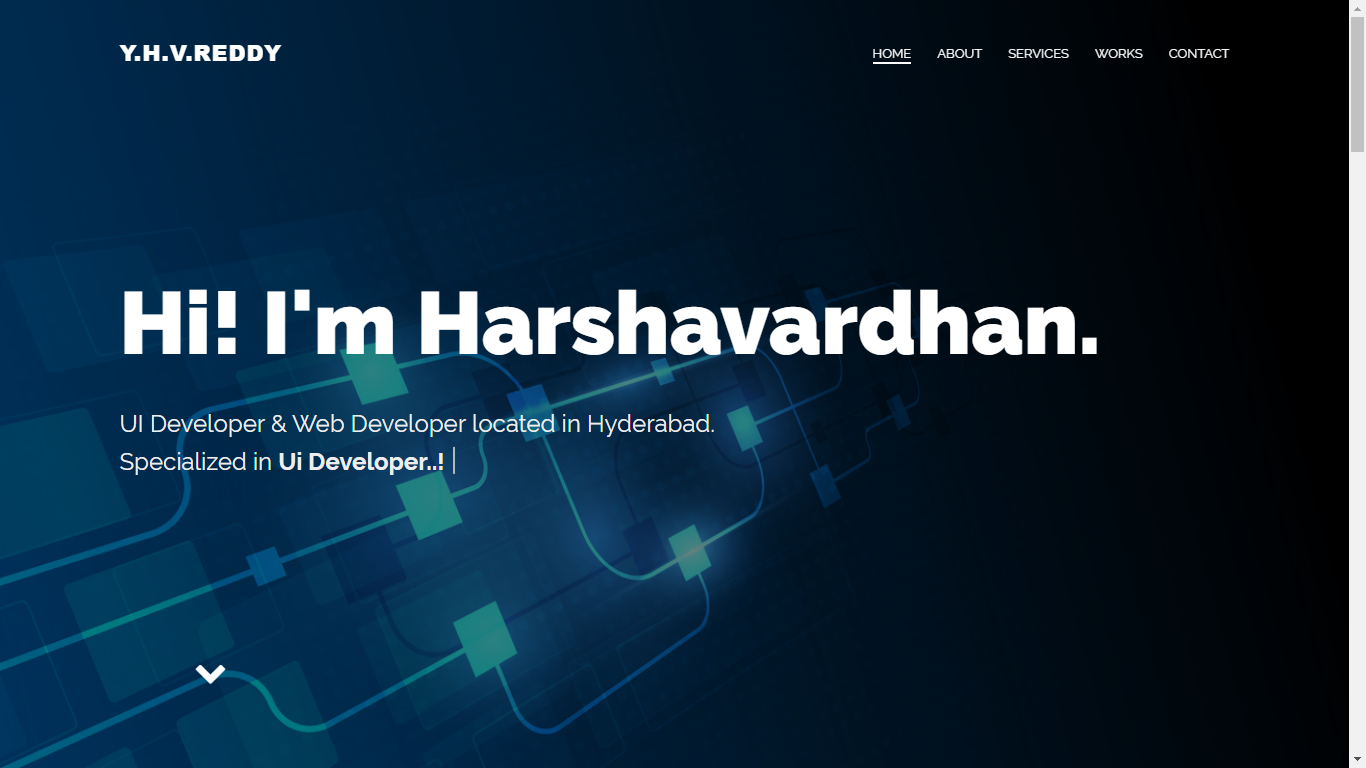 Y.H.V.REDDY
HOME ABOUT SERVICES WORKS CONTACT
Hi! I'm Harshavardhan.
UI Developer & Web Developer located in Hyderabad.
Specialized in Ui Developer..!